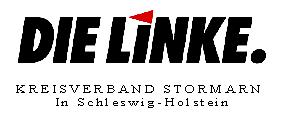 DIE LINKE.
KREISVERBAND STORMARN
In Schleswig-Holstein